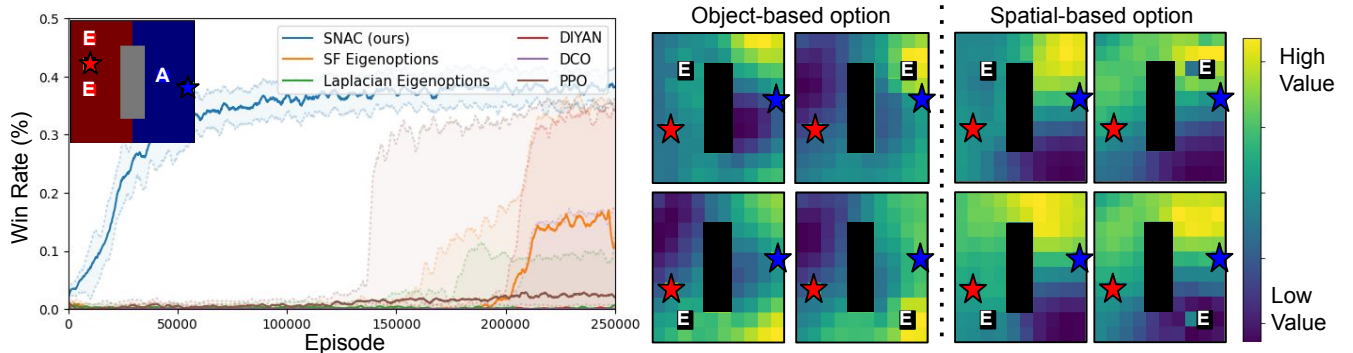 0.5
0.4
0.3
0.2
0.1
0.0
Win Rate (%)
E
E
A
SNAC (ours)
SF Eigenoptions
Laplacian Eigenoptions
DIYAN
DCO
PPO
0
50000
100000
150000
200000
250000
Episode
Object-based option
Spatial-based option
E
E
E
E
E
E
E
E
High
Value
Low
Value